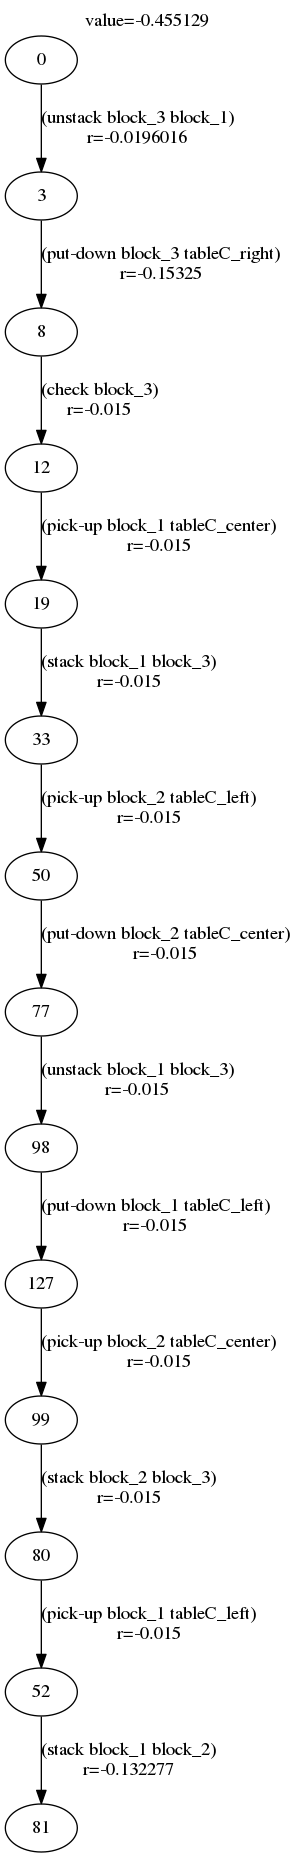 value=-0.455129
0
(unstack block_3 block_1)
r=-0.0196016
3
(put-down block_3 tableC_right)
r=-0.15325
8
(check block_3)
r=-0.015
12
(pick-up block_1 tableC_center)
r=-0.015
19
(stack block_1 block_3)
r=-0.015
33
(pick-up block_2 tableC_left)
r=-0.015
50
(put-down block_2 tableC_center)
r=-0.015
77
(unstack block_1 block_3)
r=-0.015
98
(put-down block_1 tableC_left)
r=-0.015
127
(pick-up block_2 tableC_center)
r=-0.015
99
(stack block_2 block_3)
r=-0.015
80
(pick-up block_1 tableC_left)
r=-0.015
52
(stack block_1 block_2)
r=-0.132277
81